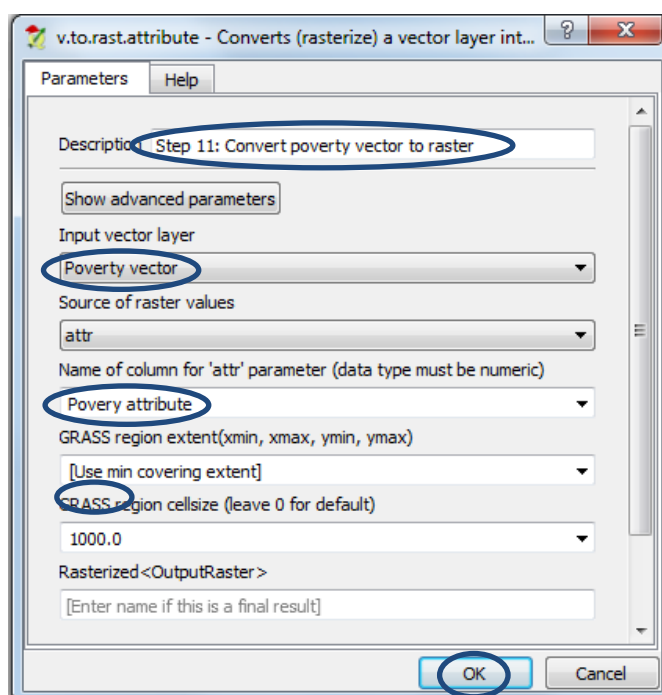 v.to.rast.attribute - Converts (rasterize) a vector layer int...
Parameters Help
Description Step 11: Convert poverty vector to raster
Show advanced parameters
Input vector layer
Poverty vector
Source of raster values
attr
Name of column for 'attr' parameter (data type must be numeric)
Povery attribute
GRASS region extent(xmin, xmax, ymin, ymax)
[Use min covering extent]
GRASS region cellsize (leave 0 for default)
1000.0
Rasterized<OutputRaster>
[Enter name if this is a final result]
OK Cancel